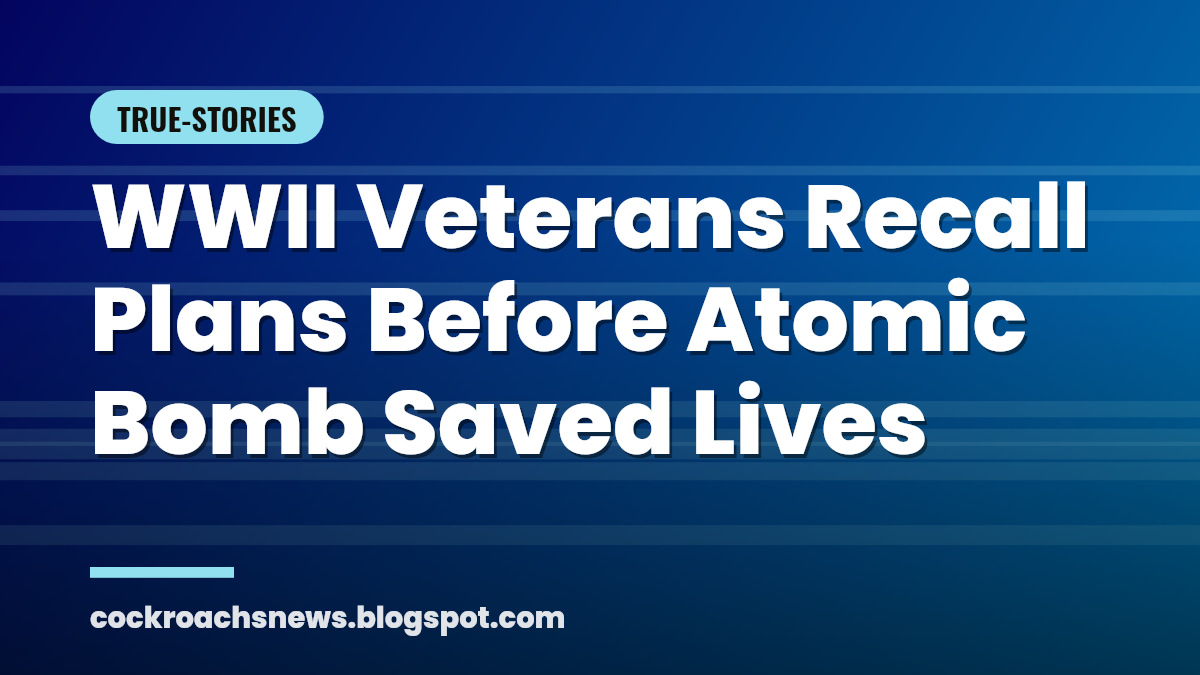 TRUE-STORIES
WWII Veterans Recall
Plans Before Atomic
Bomb Saved Lives
cockroachsnews.blogspot.com